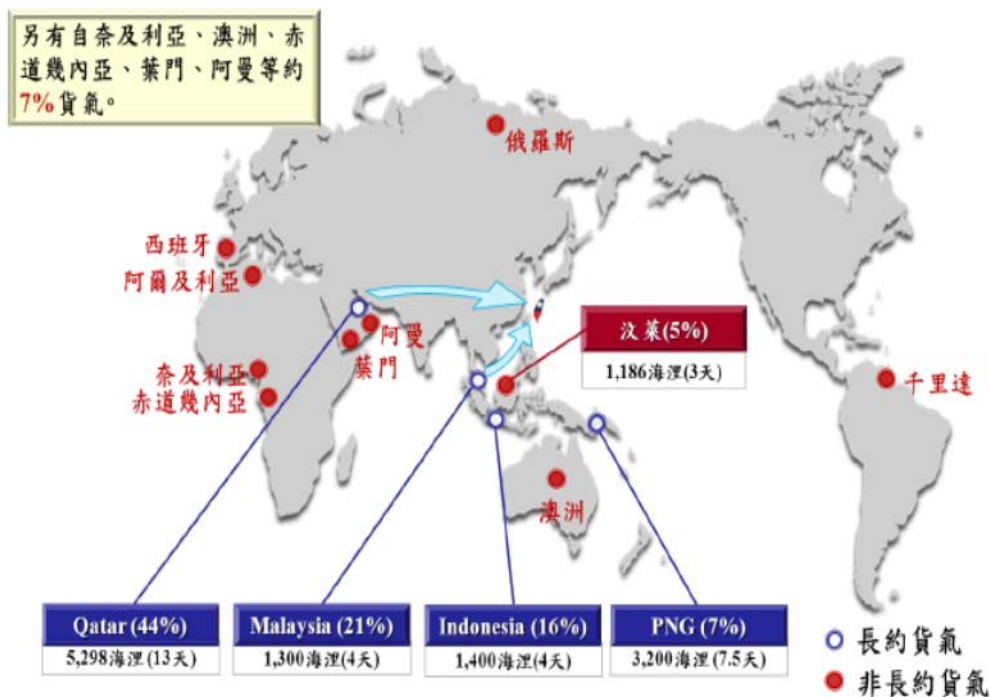 另有自奈及利亞、澳洲、赤
道幾內亞、葉門、阿曼等約
7%貨氣。
俄羅斯
西班牙
阿爾及利亞
阿曼
葉門
奈及利亞
赤道幾內亞
汶萊(5%)
1,186海浬(3天)
千里達
澳洲
Qatar (44%)
5,298海浬(13天)
Malaysia (21%)
1,300海浬(4天)
Indonesia (16%)
1,400海浬(4天)
PNG (7%)
3,200海浬(7.5天)
長約貨氣
非長約貨氣